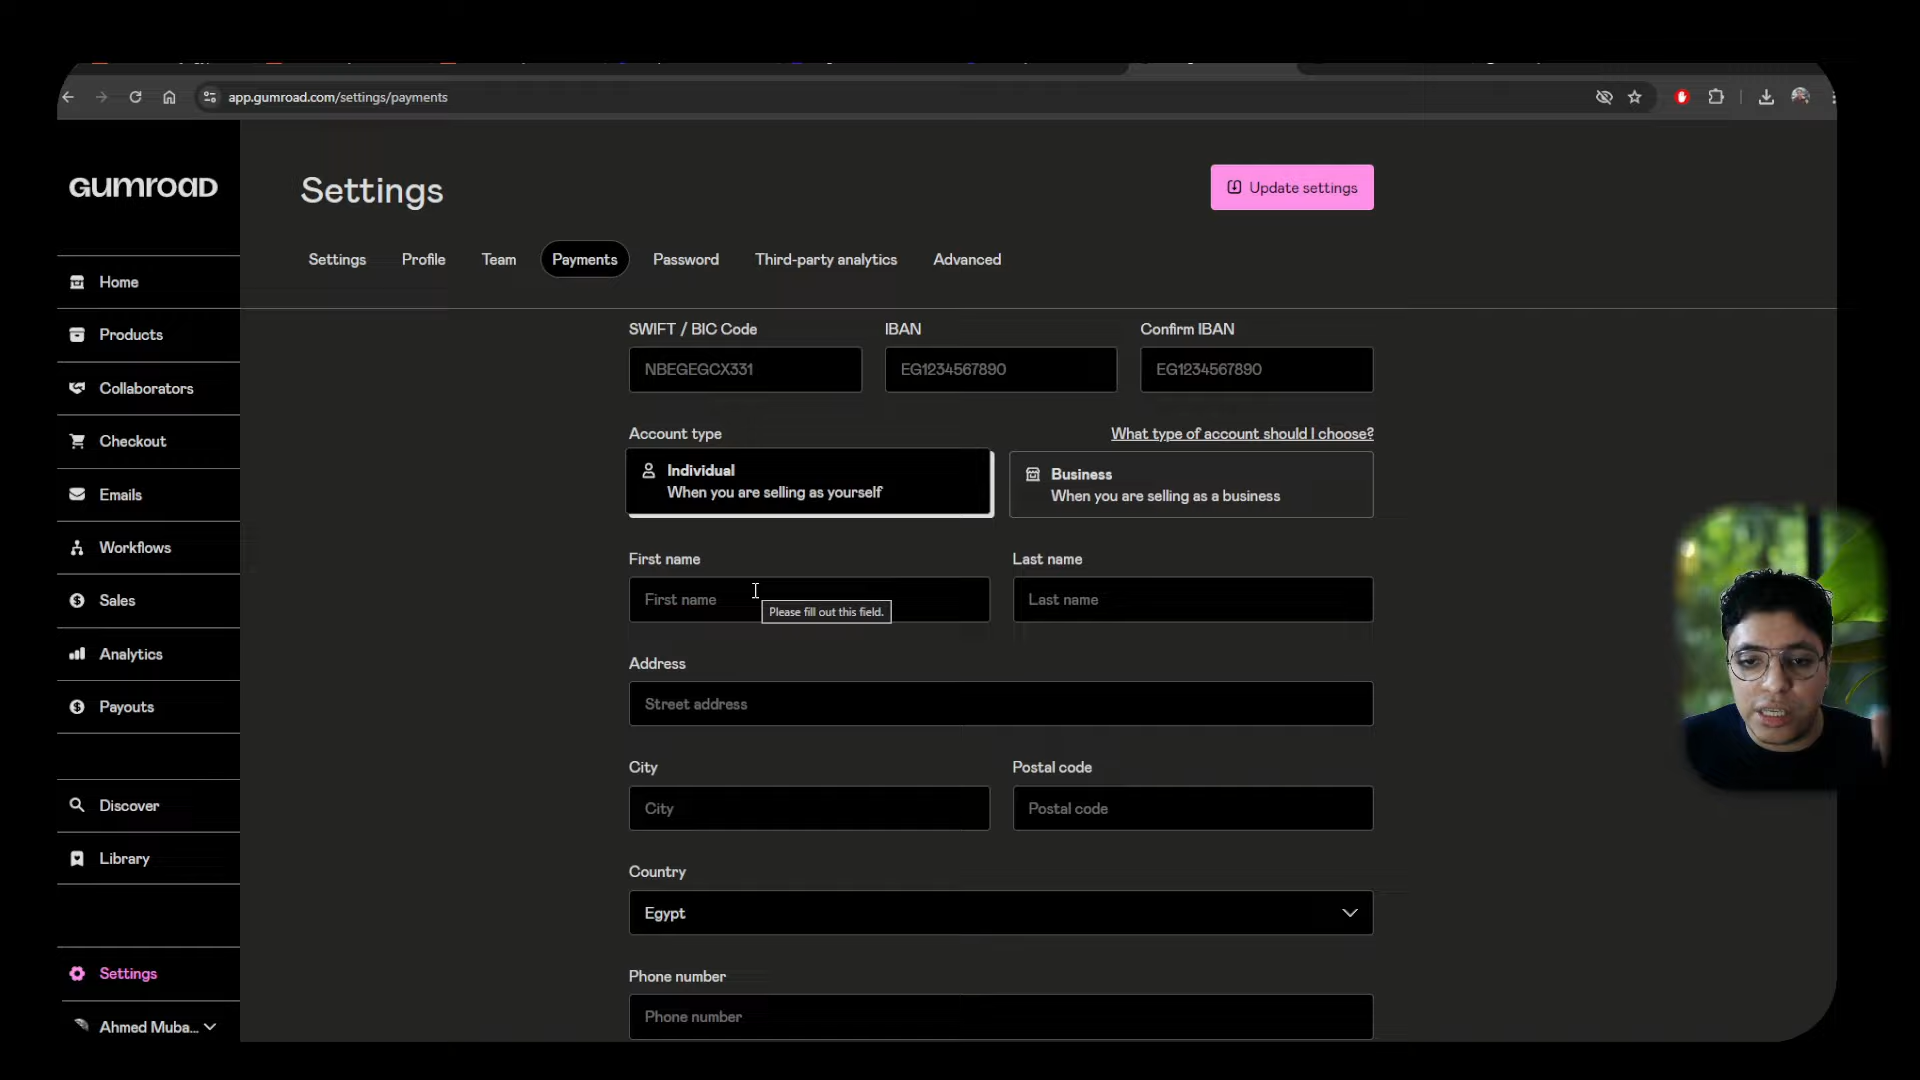 app.gumroad.com/settings/payments
GUMROAD
Home
Products
Collaborators
Checkout
Emails
Workflows
Sales
Analytics
Payouts
Discover
Library
Settings
Ahmed Muba...
Settings
Update settings
Settings Profile Team Payments Password Third-party analytics Advanced
SWIFT / BIC Code IBAN Confirm IBAN
NBEGEGCX331 EG1234567890 EG1234567890
Account type What type of account should I choose?
Individual
When you are selling as yourself
Business
When you are selling as a business
First name Last name
First name Last name
Please fill out this field.
Address
Street address
City Postal code
City Postal code
Country
Egypt
Phone number
Phone number